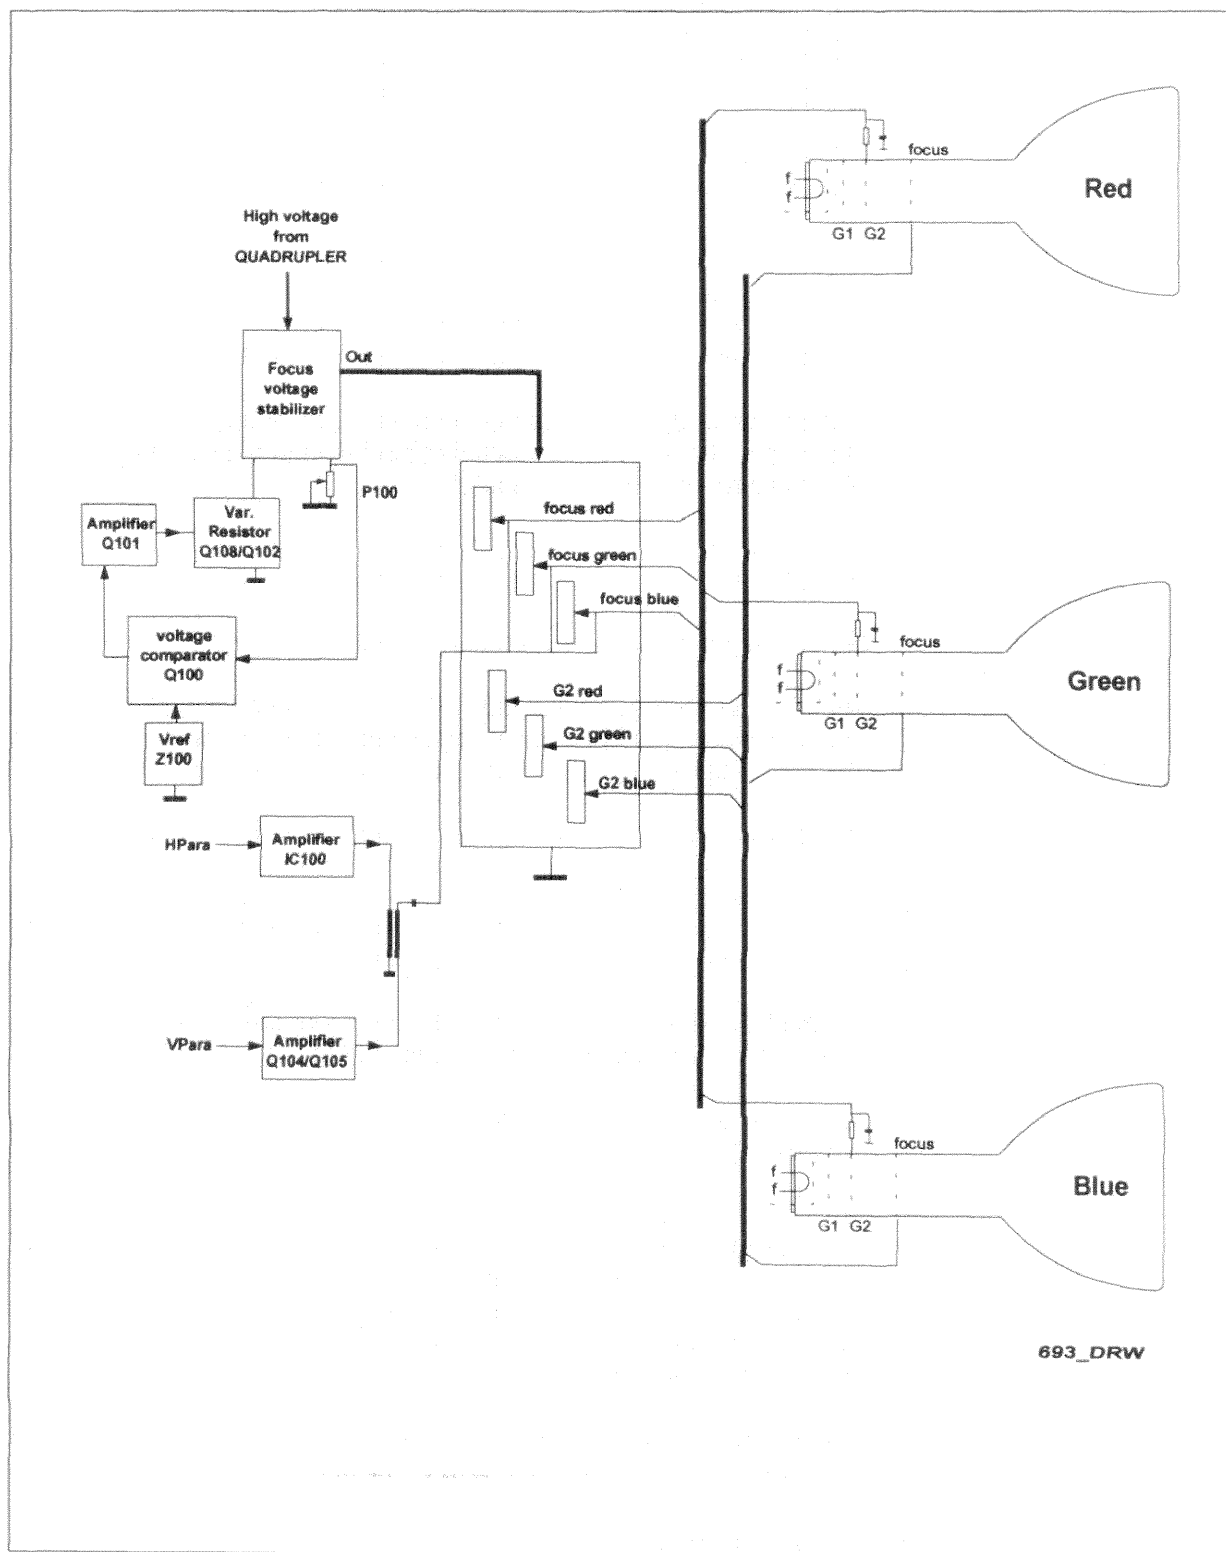 High voltage
from
QUADRUPLER
Focus
voltage
stabilizer
Out
P100
Amplifier
Q101
Var.
Resistor
Q108/Q102
voltage
comparator
Q100
Vref
Z100
HPara
Amplifier
IC100
VPara
Amplifier
Q104/Q105
focus red
focus green
focus blue
G2 red
G2 green
G2 blue
focus
f
f
G1 G2
Red
focus
f
f
G1 G2
Green
focus
f
f
G1 G2
Blue
693_DRW